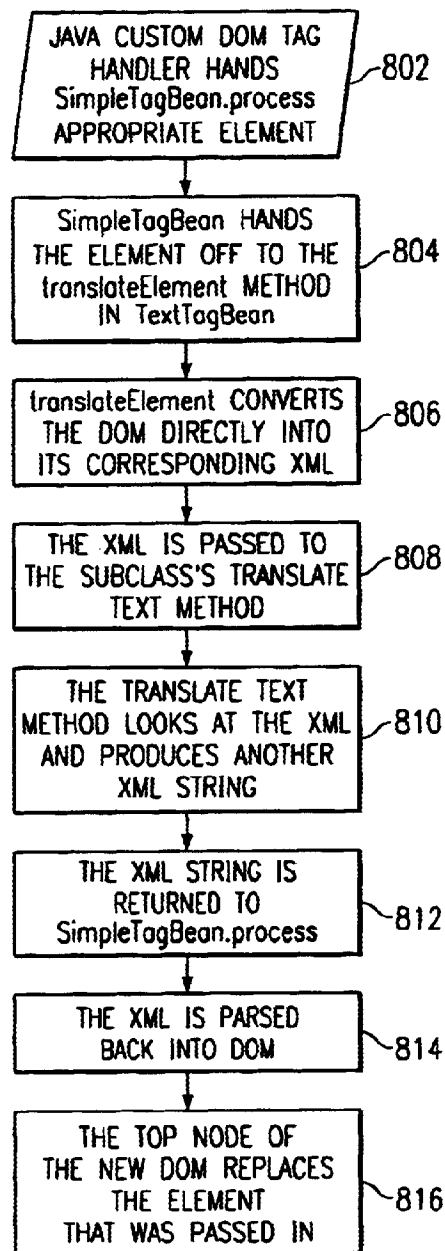 JAVA CUSTOM DOM TAG
HANDLER HANDS
SimpleTagBean.process
APPROPRIATE ELEMENT
802
SimpleTagBean HANDS
THE ELEMENT OFF TO THE
translateElement METHOD
IN TextTagBean
804
translateElement CONVERTS
THE DOM DIRECTLY INTO
ITS CORRESPONDING XML
806
THE XML IS PASSED TO
THE SUBCLASS'S TRANSLATE
TEXT METHOD
808
THE TRANSLATE TEXT
METHOD LOOKS AT THE XML
AND PRODUCES ANOTHER
XML STRING
810
THE XML STRING IS
RETURNED TO
SimpleTagBean.process
812
THE XML IS PARSED
BACK INTO DOM
814
THE TOP NODE OF
THE NEW DOM REPLACES
THE ELEMENT
THAT WAS PASSED IN
816